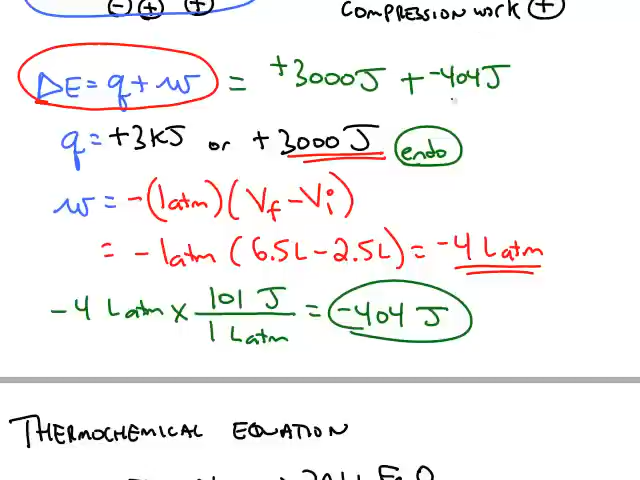 COMPRESSION WORK (+)
ΔE = q + w = +3000J + -404J
q = +3KJ or +3000 J endo
w = -(1atm)(Vf - Vi)
= -1atm (6.5L - 2.5L) = -4 Latm
-4 Latm x 101 J / 1 Latm = -404 J
THERMOCHEMICAL EQUATION